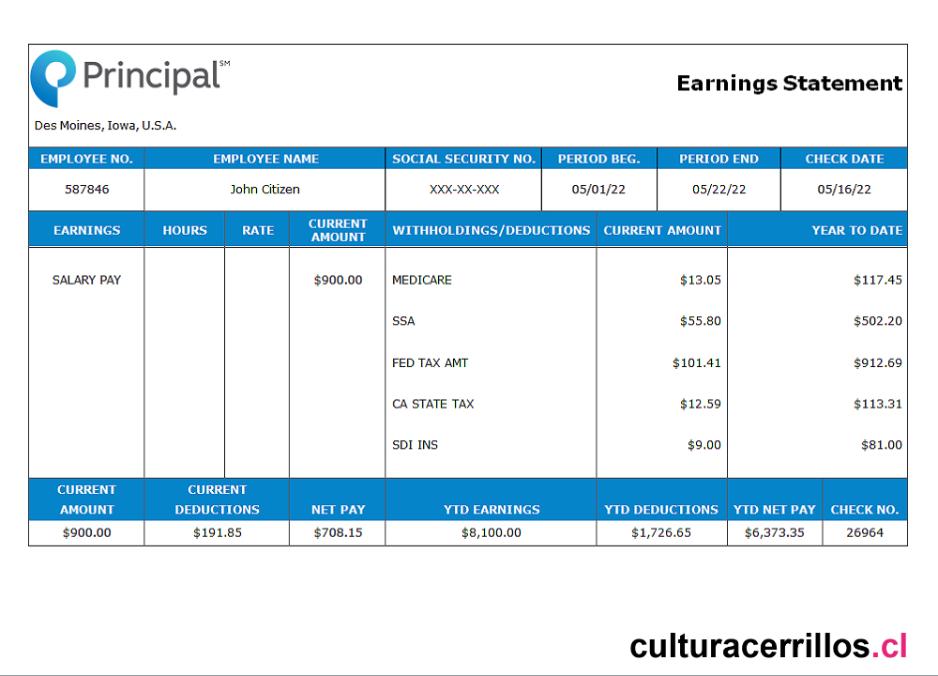 Principal℠
Earnings Statement
Des Moines, Iowa, U.S.A.
EMPLOYEE NO. EMPLOYEE NAME SOCIAL SECURITY NO. PERIOD BEG. PERIOD END CHECK DATE
587846 John Citizen XXX-XX-XXX 05/01/22 05/22/22 05/16/22
EARNINGS HOURS RATE CURRENT AMOUNT WITHHOLDINGS/DEDUCTIONS CURRENT AMOUNT YEAR TO DATE
SALARY PAY $900.00 MEDICARE $13.05 $117.45
SSA $55.80 $502.20
FED TAX AMT $101.41 $912.69
CA STATE TAX $12.59 $113.31
SDI INS $9.00 $81.00
CURRENT AMOUNT CURRENT DEDUCTIONS NET PAY YTD EARNINGS YTD DEDUCTIONS YTD NET PAY CHECK NO.
$900.00 $191.85 $708.15 $8,100.00 $1,726.65 $6,373.35 26964
culturacerrillos.cl